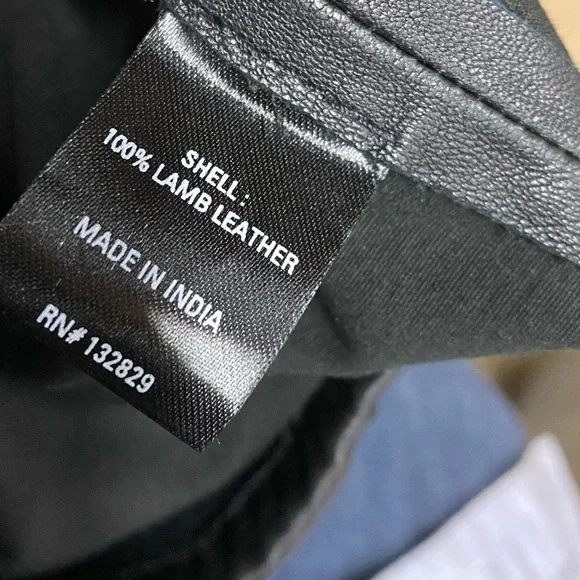 SHELL:
100% LAMB LEATHER
MADE IN INDIA
RN# 132829